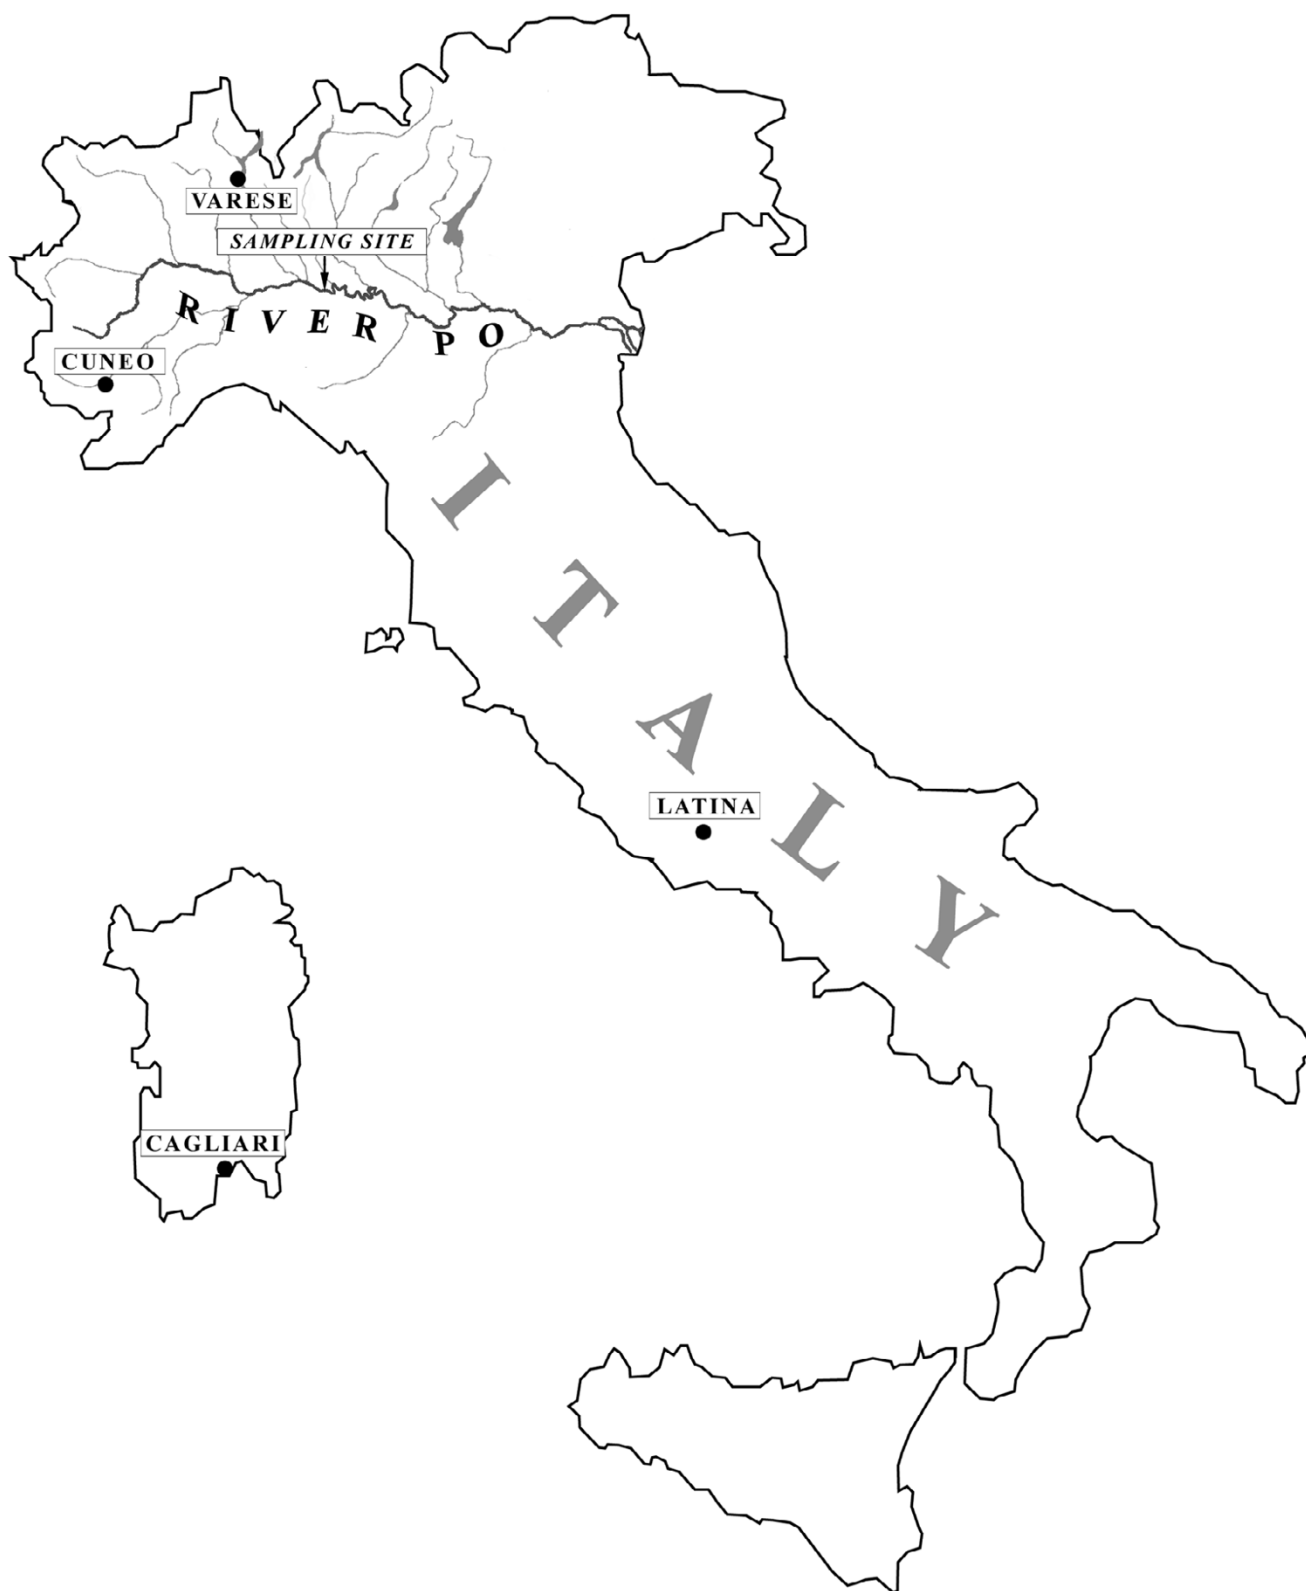 VARESE
SAMPLING SITE
RIVER PO
CUNEO
ITALY
LATINA
CAGLIARI